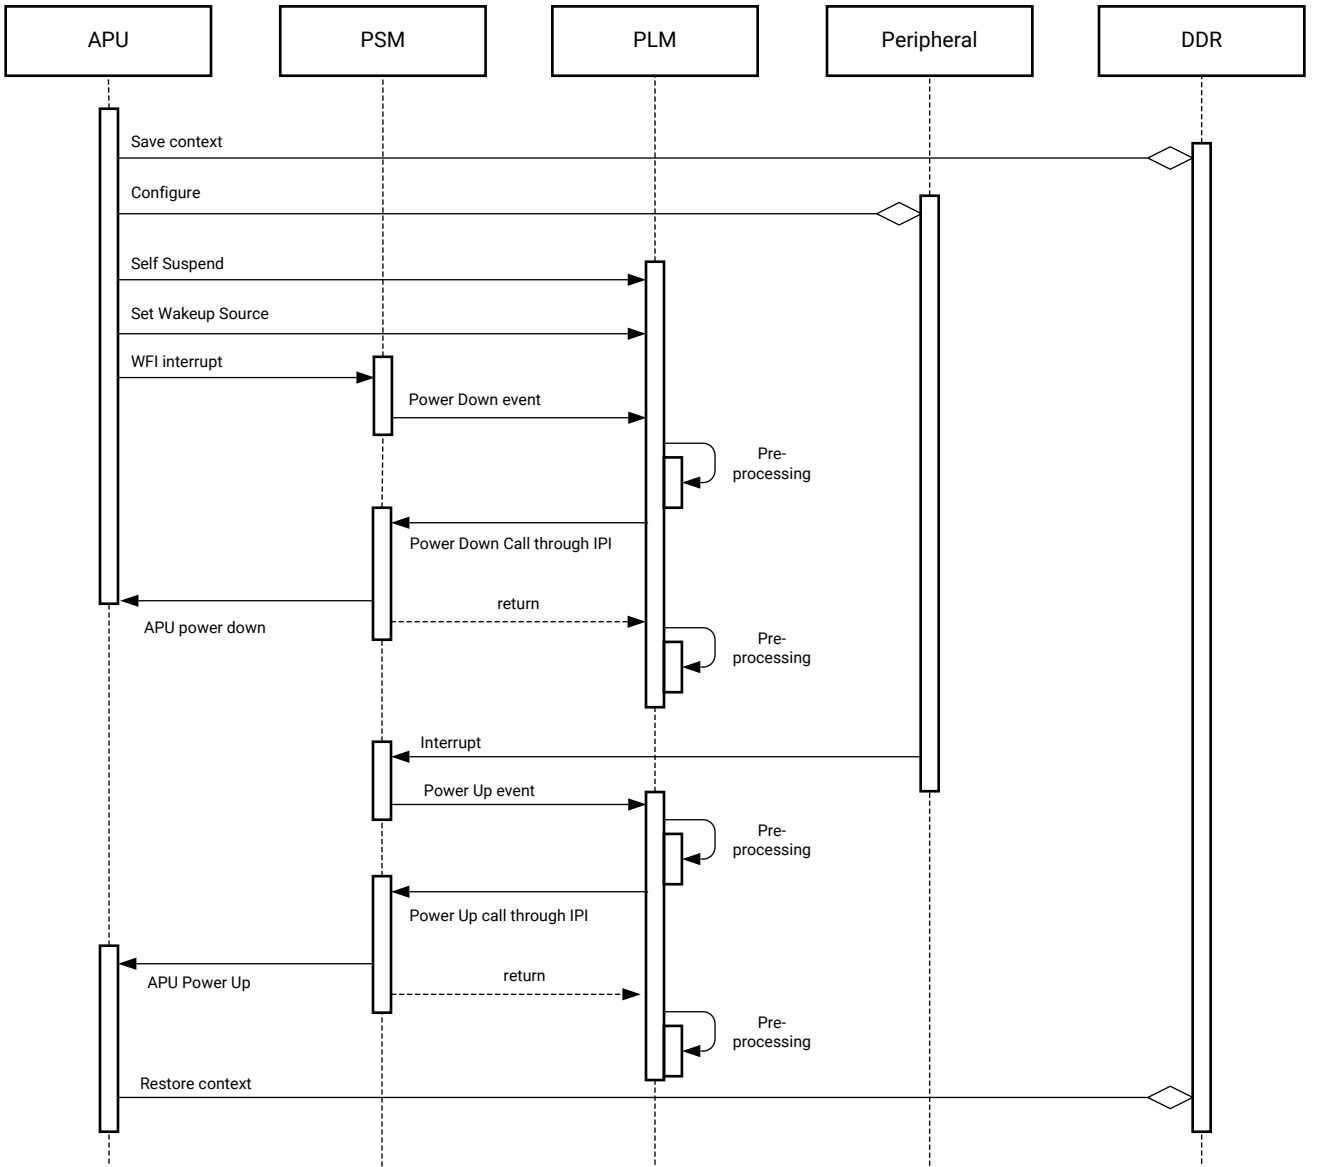 APU
PSM
PLM
Peripheral
DDR
Save context
Configure
Self Suspend
Set Wakeup Source
WFI interrupt
Power Down event
Pre-
processing
Power Down Call through IPI
return
APU power down
Pre-
processing
Interrupt
Power Up event
Pre-
processing
Power Up call through IPI
return
APU Power Up
Pre-
processing
Restore context